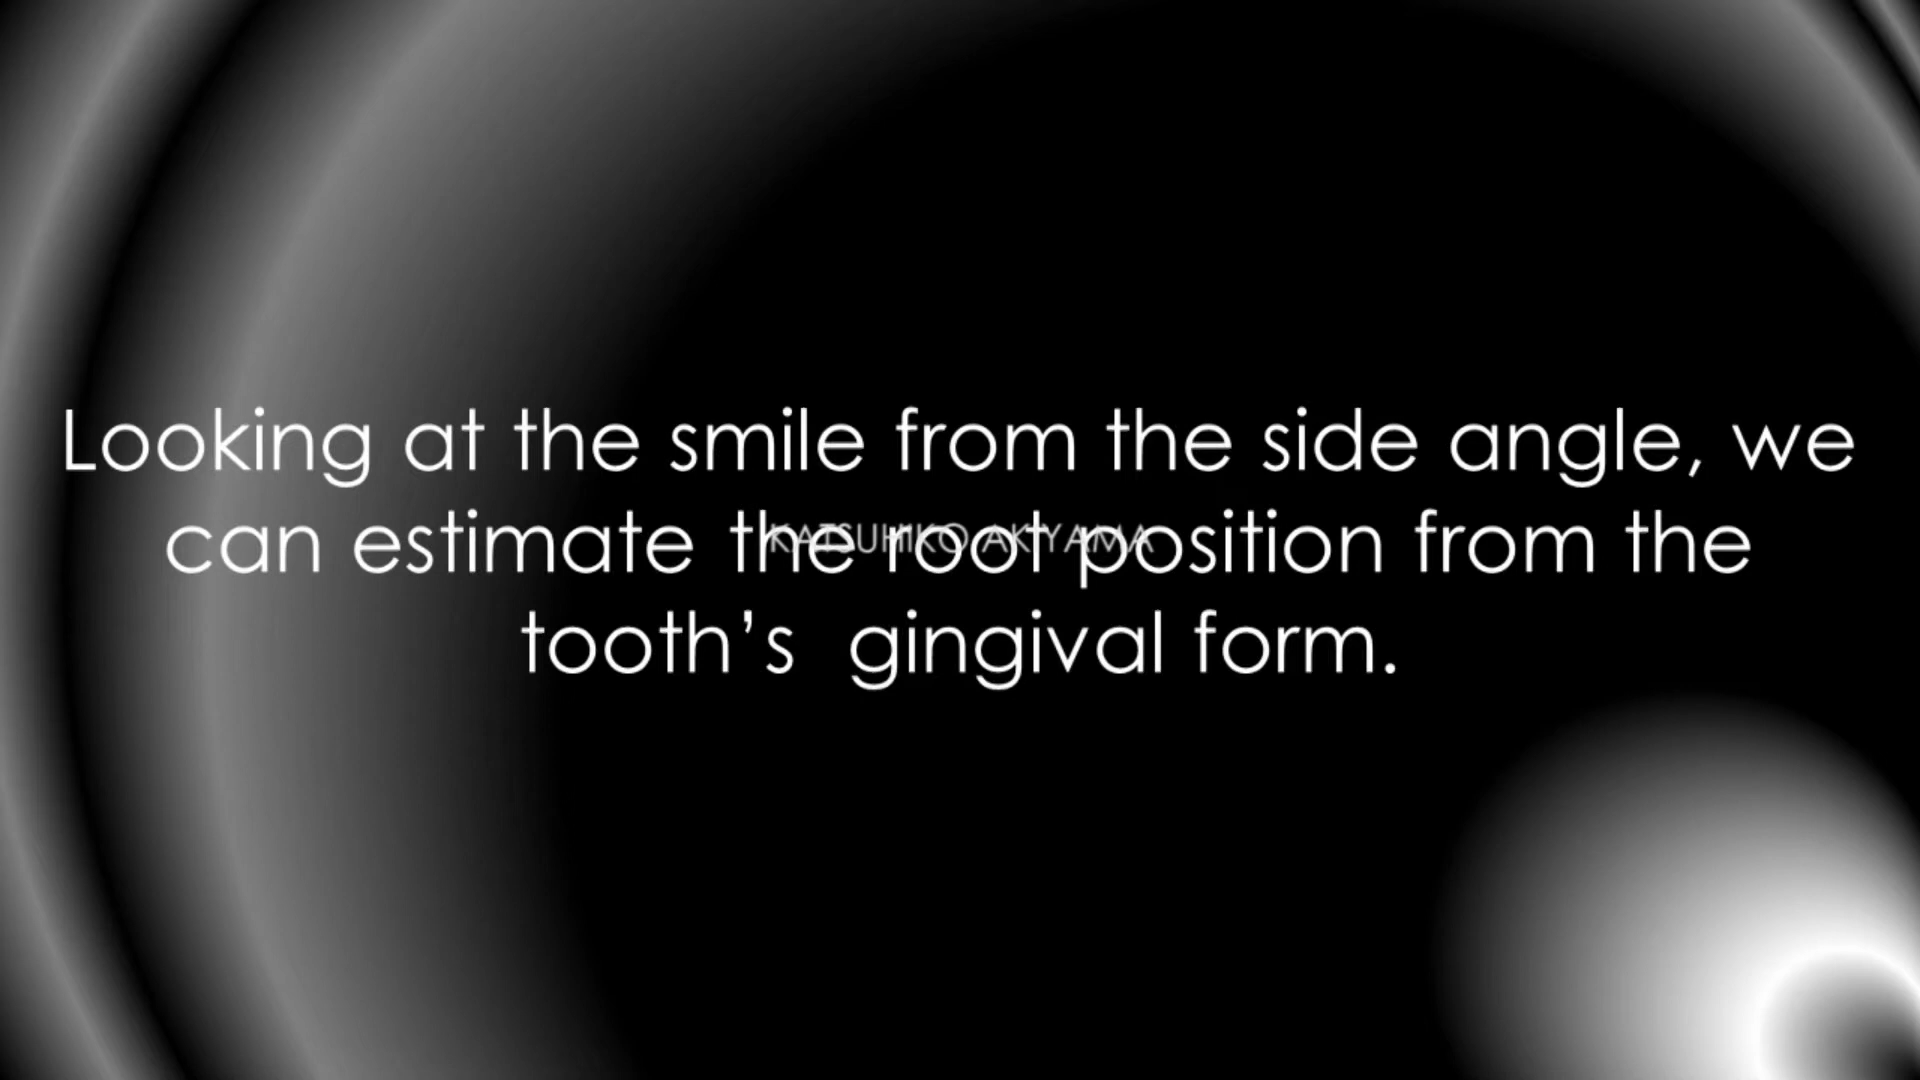 Looking at the smile from the side angle, we
can estimate the root position from the
KATSUHIKO AKIYAMA
tooth’s  gingival form.